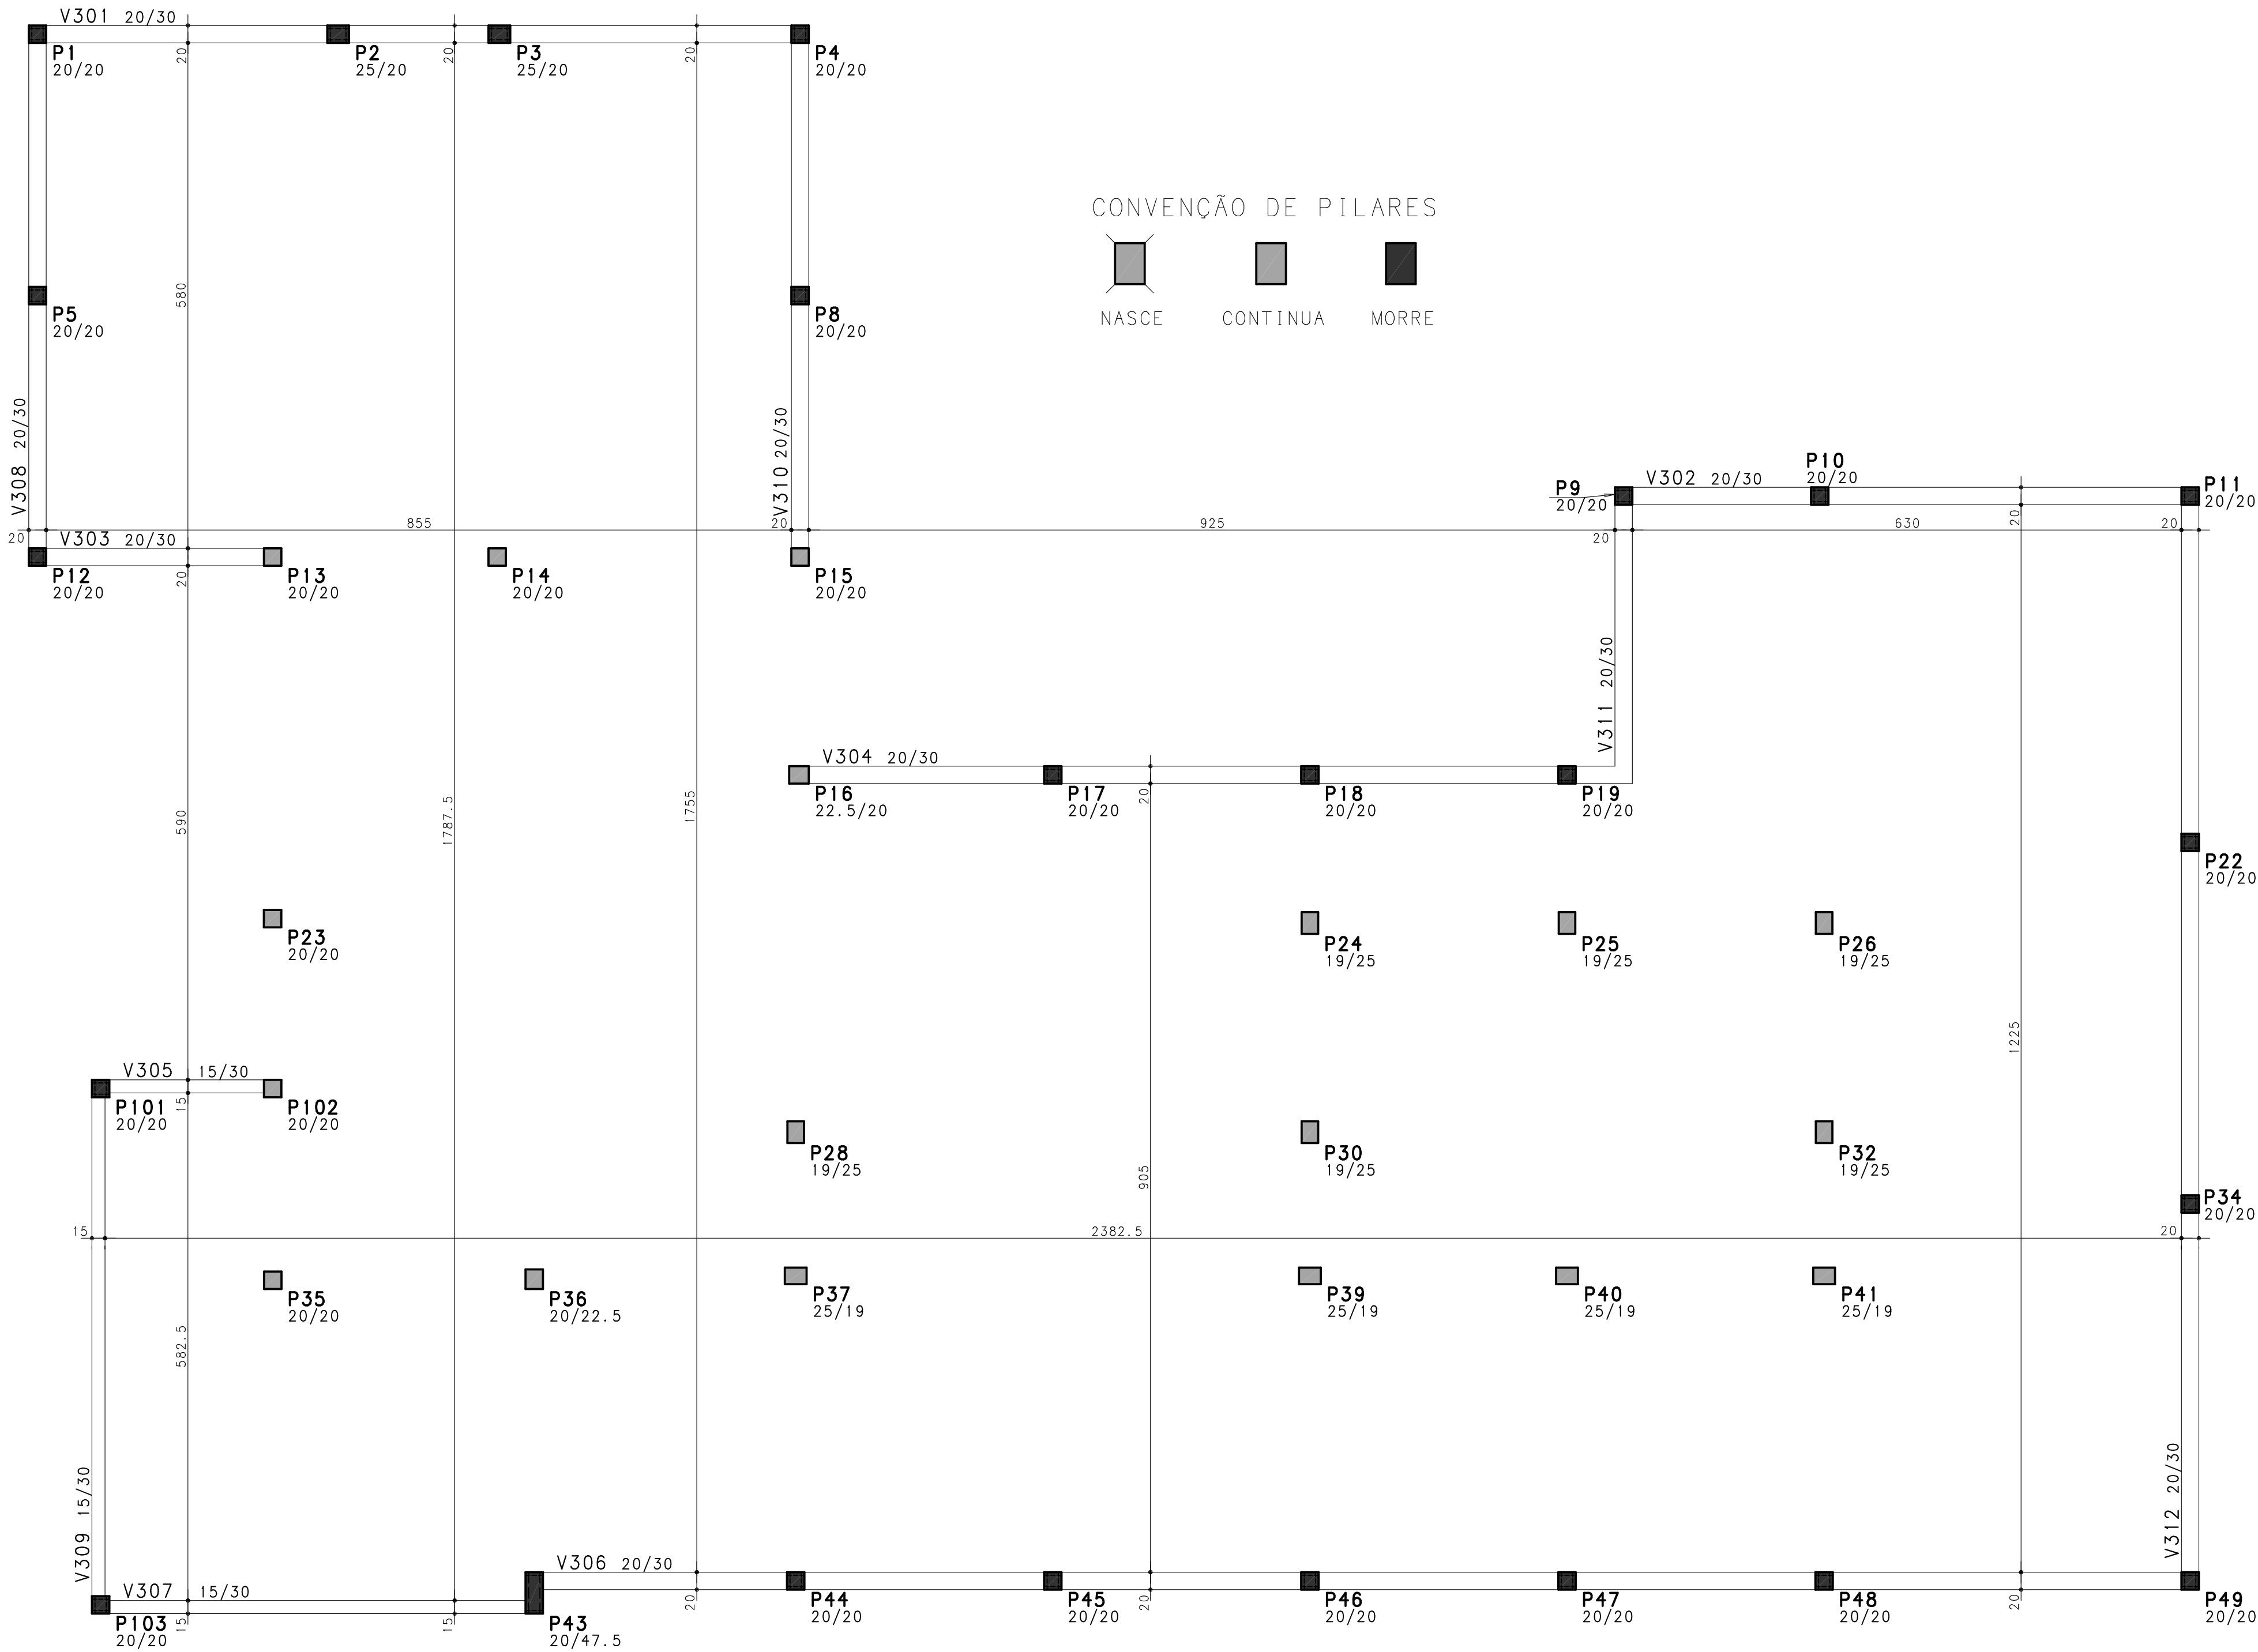 V301 20/30
P1
20/20
P2
25/20
P3
25/20
P4
20/20
20
20
20
CONVENÇÃO DE PILARES
NASCE
CONTINUA
MORRE
580
P5
20/20
P8
20/20
V308 20/30
V310 20/30
P9
20/20
V302 20/30
P10
20/20
P11
20/20
20
855
20
925
20
630
20
20
V303 20/30
P12
20/20
20
P13
20/20
P14
20/20
P15
20/20
V311 20/30
V304 20/30
P16
22.5/20
P17
20/20
20
P18
20/20
P19
20/20
590
1787.5
1755
P22
20/20
P23
20/20
P24
19/25
P25
19/25
P26
19/25
1225
V305 15/30
P101
20/20
15
P102
20/20
P28
19/25
905
P30
19/25
P32
19/25
P34
20/20
15
2382.5
20
P35
20/20
P36
20/22.5
P37
25/19
P39
25/19
P40
25/19
P41
25/19
582.5
V309 15/30
V312 20/30
V306 20/30
V307 15/30
P103
20/20
15
15
P43
20/47.5
20
P44
20/20
P45
20/20
20
P46
20/20
P47
20/20
P48
20/20
20
P49
20/20